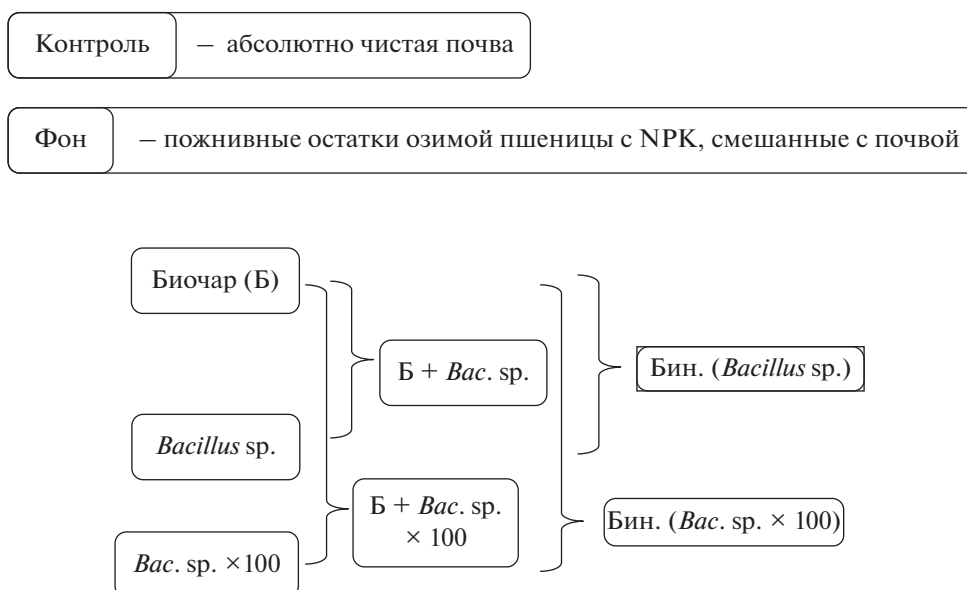 Контроль – абсолютно чистая почва
Фон – пожнивные остатки озимой пшеницы с NPK, смешанные с почвой
Биочар (Б)
Б + Bac. sp.
Бин. (Bacillus sp.)
Bacillus sp.
Б + Bac. sp.
× 100
Бин. (Bac. sp. × 100)
Bac. sp. ×100